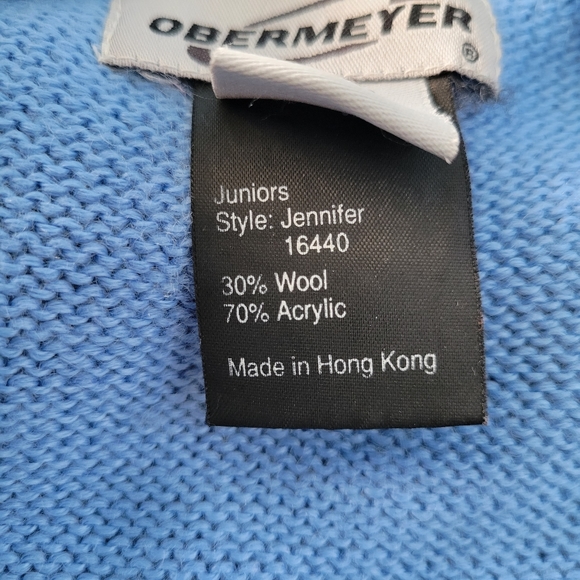 OBERMEYER
®
Juniors
Style: Jennifer
16440
30% Wool
70% Acrylic
Made in Hong Kong